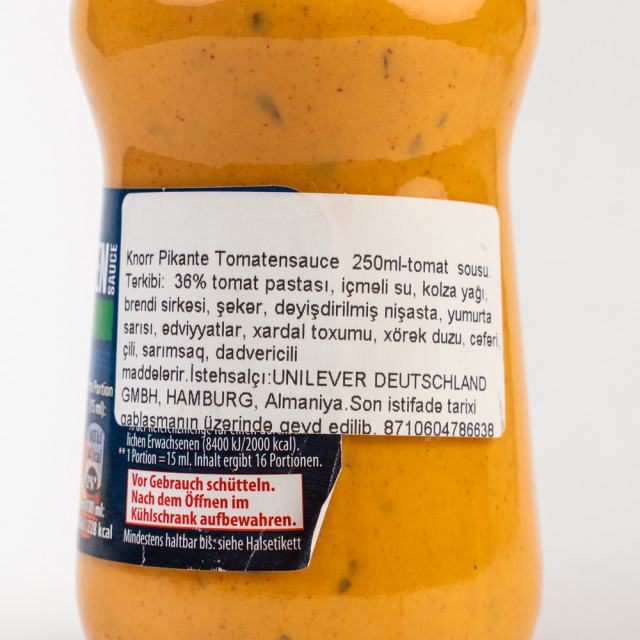 SAUCE
Knorr Pikante Tomatensauce 250ml-tomat sousu.
Tərkibi: 36% tomat pastası, içməli su, kolza yağı,
brendi sirkəsi, şəkər, dəyişdirilmiş nişasta, yumurta
sarısı, ədviyyatlar, xardal toxumu, xörək duzu, cəfəri,
çili, sarımsaq, dadvericili
maddələrir.İstehsalçı:UNILEVER DEUTSCHLAND
GMBH, HAMBURG, Almaniya.Son istifadə tarixi
qablaşmanın üzərində qeyd edilib. 8710604786638
lichen Erwachsenen (8400 kJ/2000 kcal).
**1 Portion = 15 ml. Inhalt ergibt 16 Portionen.
Vor Gebrauch schütteln.
Nach dem Öffnen im
Kühlschrank aufbewahren.
Mindestens haltbar bis: siehe Halsetikett
Portion
kcal